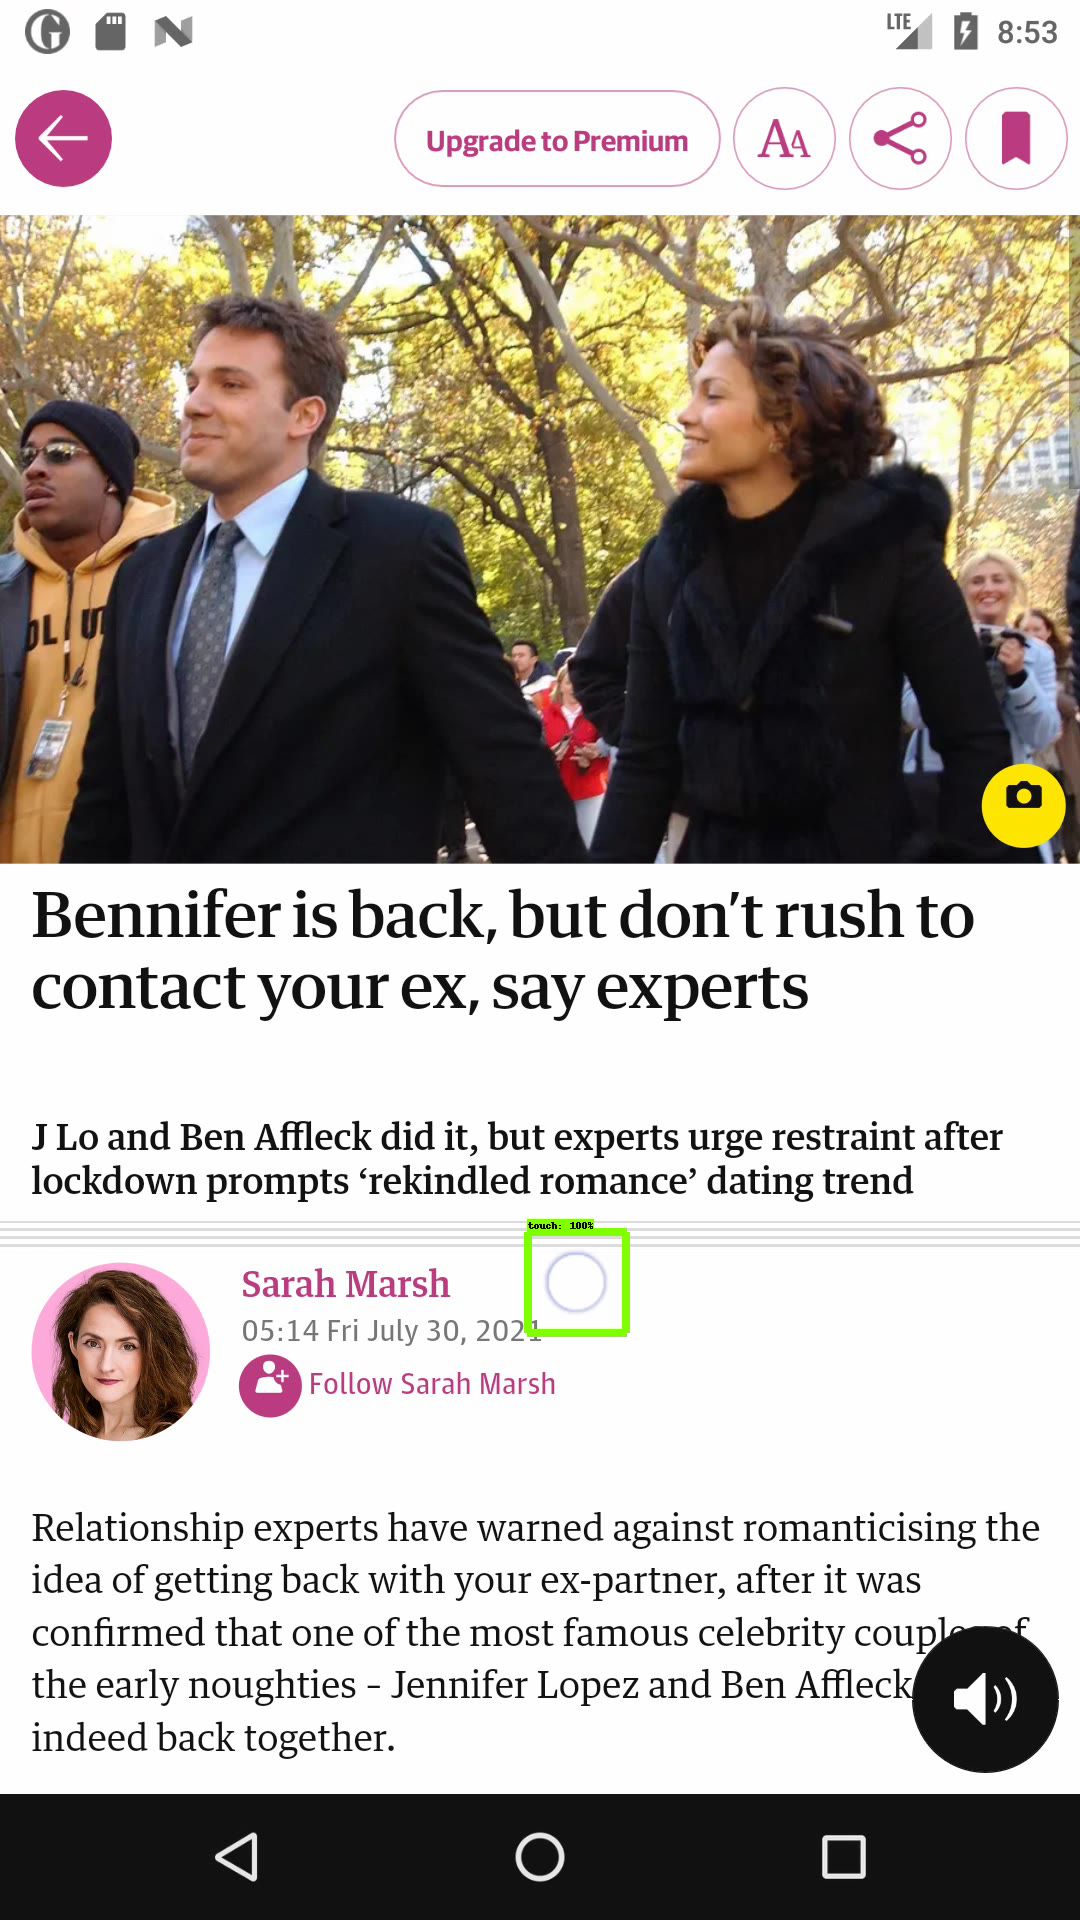 LTE 8:53
Upgrade to Premium AA
Bennifer is back, but don't rush to
contact your ex, say experts
J Lo and Ben Affleck did it, but experts urge restraint after
lockdown prompts 'rekindled romance' dating trend
touch: 100%
Sarah Marsh
05:14 Fri July 30, 2021
Follow Sarah Marsh
Relationship experts have warned against romanticising the
idea of getting back with your ex-partner, after it was
confirmed that one of the most famous celebrity couples of
the early noughties – Jennifer Lopez and Ben Affleck
indeed back together.